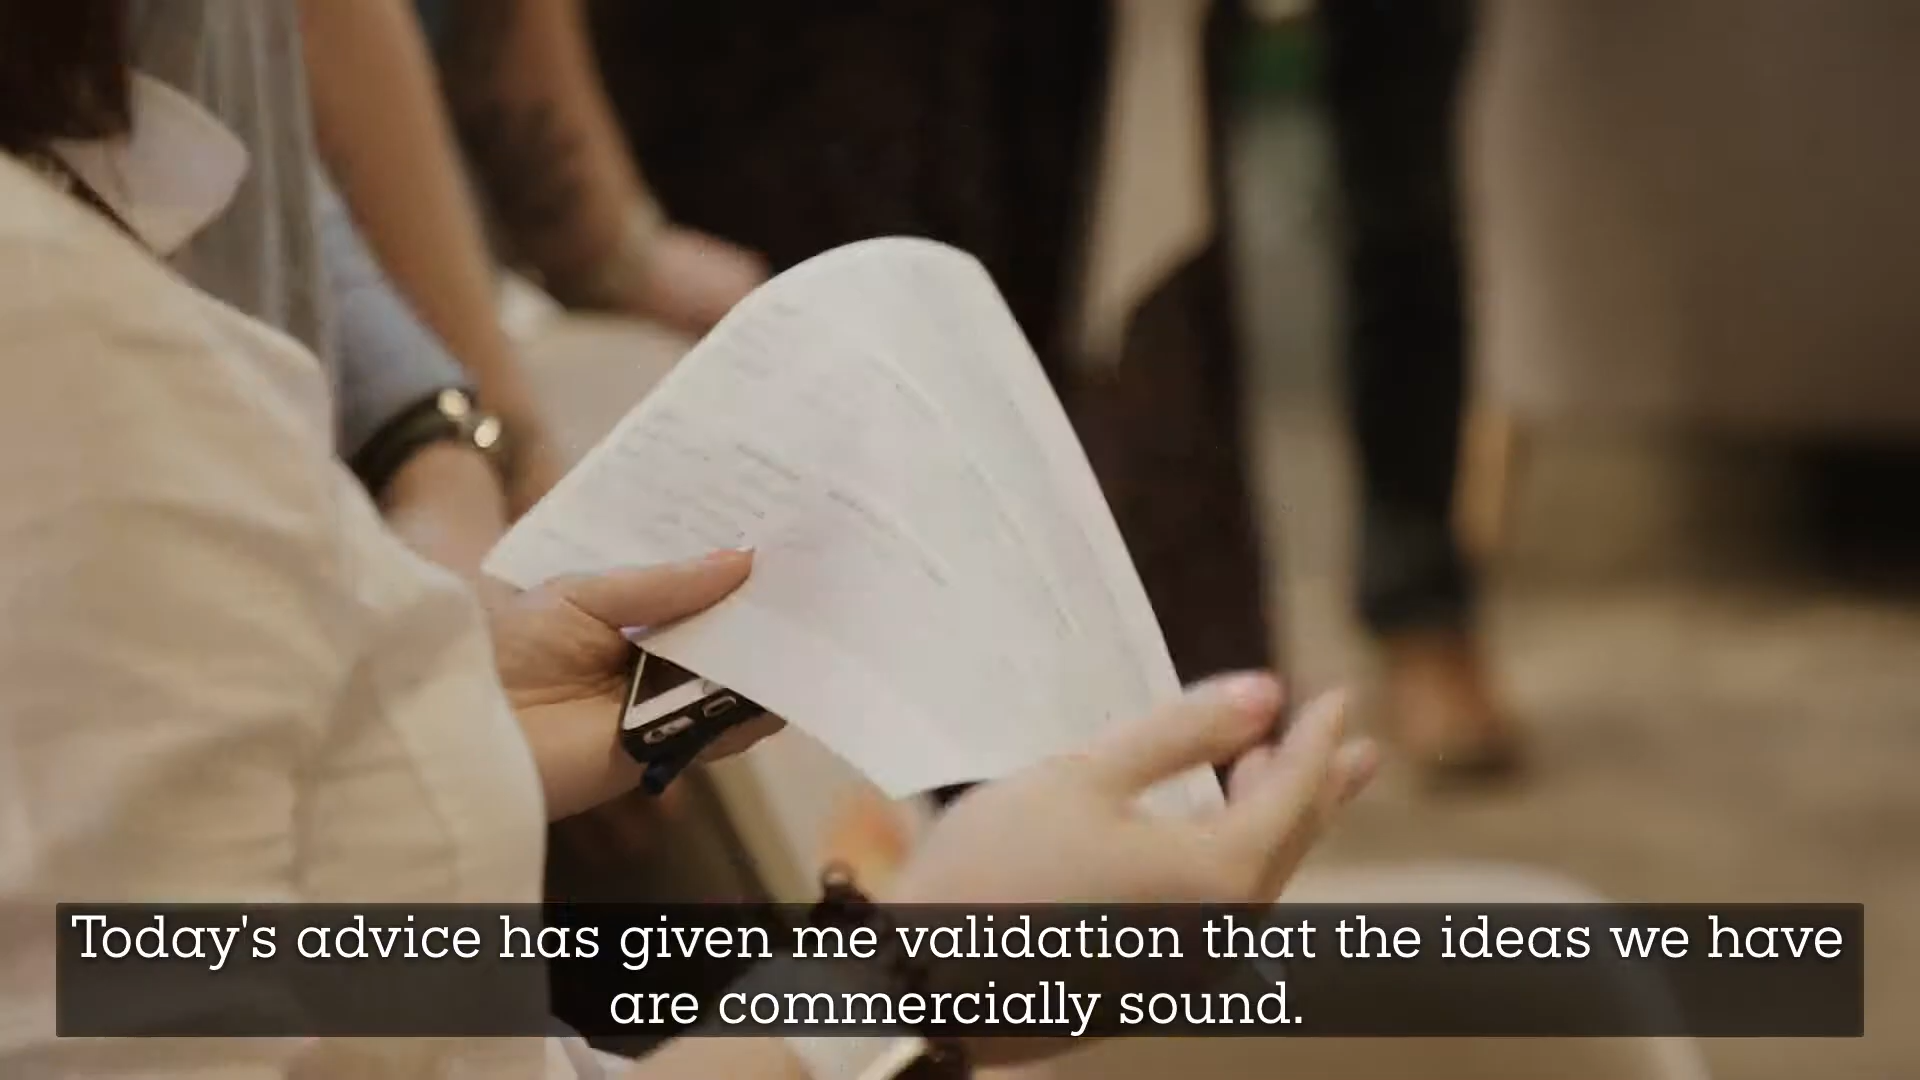 Today's advice has given me validation that the ideas we have
are commercially sound.